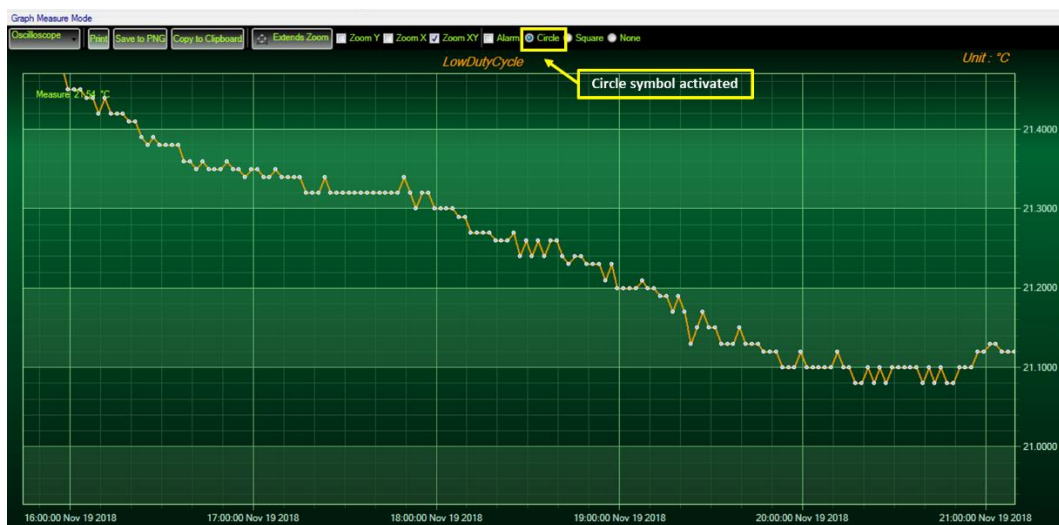 Graph Measure Mode
Oscilloscope Print Save to PNG Copy to Clipboard Extends Zoom Zoom Y Zoom X Zoom XY Alarm Circle Square None
LowDutyCycle Unit : °C
Circle symbol activated
Measure: 21.54 °C
21.4000
21.3000
21.2000
21.1000
21.0000
16:00:00 Nov 19 2018 17:00:00 Nov 19 2018 18:00:00 Nov 19 2018 19:00:00 Nov 19 2018 20:00:00 Nov 19 2018 21:00:00 Nov 19 2018